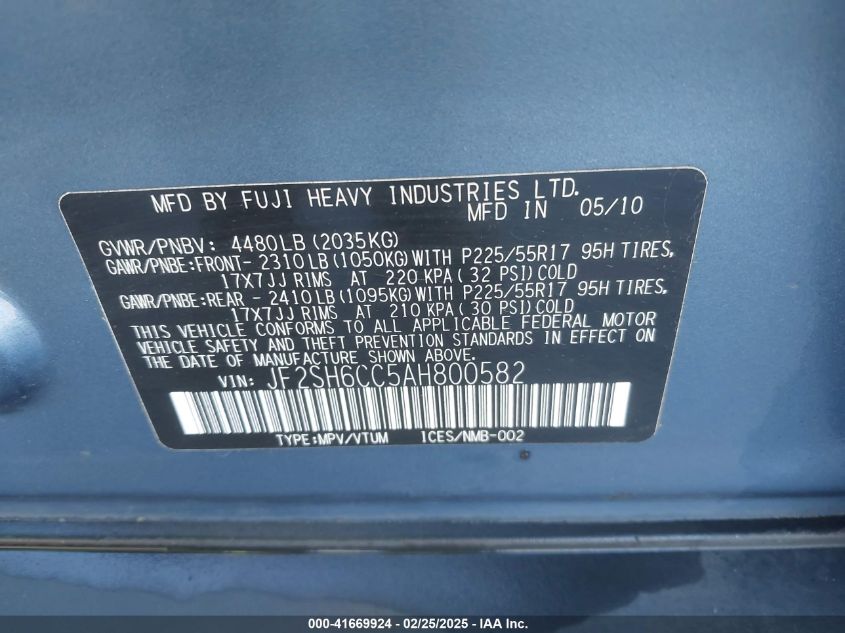 MFD BY FUJI HEAVY INDUSTRIES LTD.
MFD IN 05/10
GVWR/PNBV: 4480LB(2035KG)
GAWR/PNBE:FRONT-2310LB(1050KG)WITH P225/55R17 95H TIRES,
17X7JJ RIMS AT 220 KPA(32 PSI)COLD
GAWR/PNBE:REAR -2410LB(1095KG)WITH P225/55R17 95H TIRES.
17X7JJ RIMS AT 210 KPA(30 PSI)COLD
THIS VEHICLE CONFORMS TO ALL APPLICABLE FEDERAL MOTOR
VEHICLE SAFETY AND THEFT PREVENTION STANDARDS IN EFFECT ON
THE DATE OF MANUFACTURE SHOWN ABOVE.
VIN: JF2SH6CC5AH800582
TYPE:MPV/VTUM ICES/NMB-002
000-41669924 - 02/25/2025 - IAA Inc.